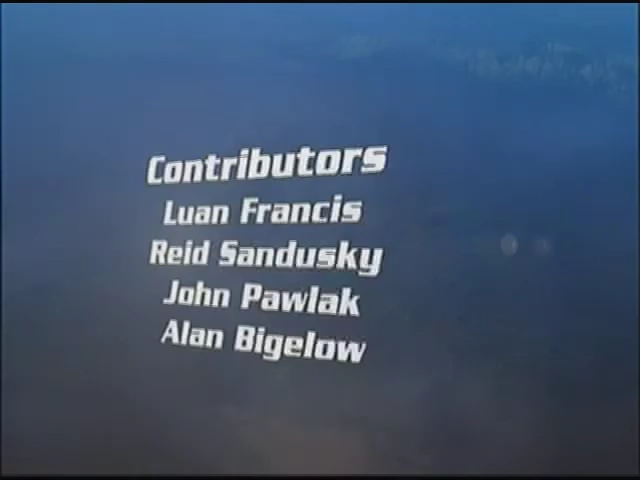 Contributors
Luan Francis
Reid Sandusky
John Pawlak
Alan Bigelow